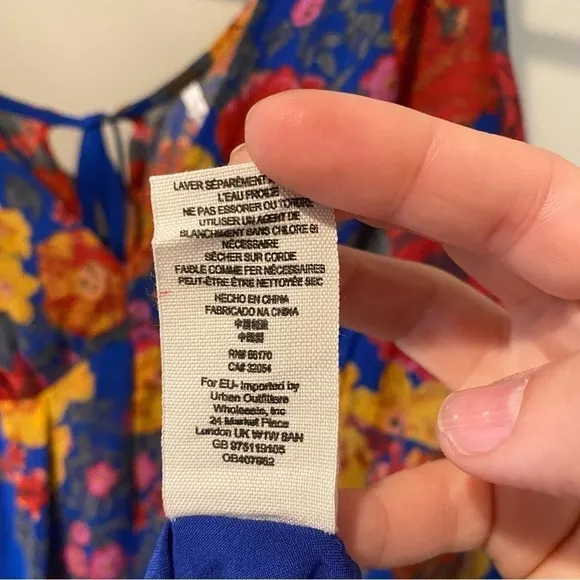 LAVER SÉPARÉMENT
L'EAU FROIDE
NE PAS ESSORER OU TORDRE
UTILISER UN AGENT DE
BLANCHIMENT SANS CHLORE SI
NÉCESSAIRE
SÉCHER SUR CORDE
FAIBLE COMME FER NÉCESSAIRES
PEUT-ÊTRE ÊTRE NETTOYÉE SEC
HECHO EN CHINA
FABRICADO NA CHINA
中國製造
中国制
RN# 66170
CA# 32054
For EU- Imported by
Urban Outfitters
Wholesale, Inc
24 Market Place
London UK W1W 8AN
GB 975119105
OB407662